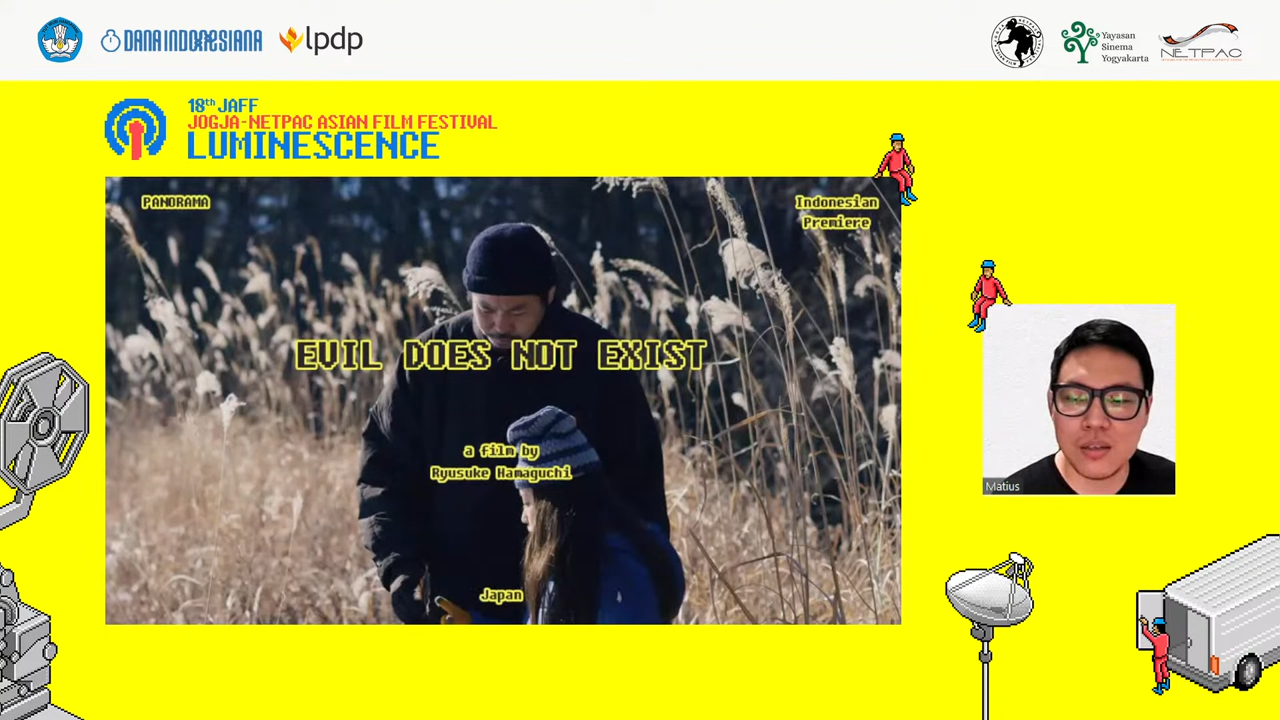 DANA INDONESIANA
lpdp
Yayasan
Sinema
Yogyakarta
NETPAC
18th JAFF
JOGJA-NETPAC ASIAN FILM FESTIVAL
LUMINESCENCE
PANORAMA
Indonesian
Premiere
EVIL DOES NOT EXIST
a film by
Ryusuke Hamaguchi
Japan
Matius